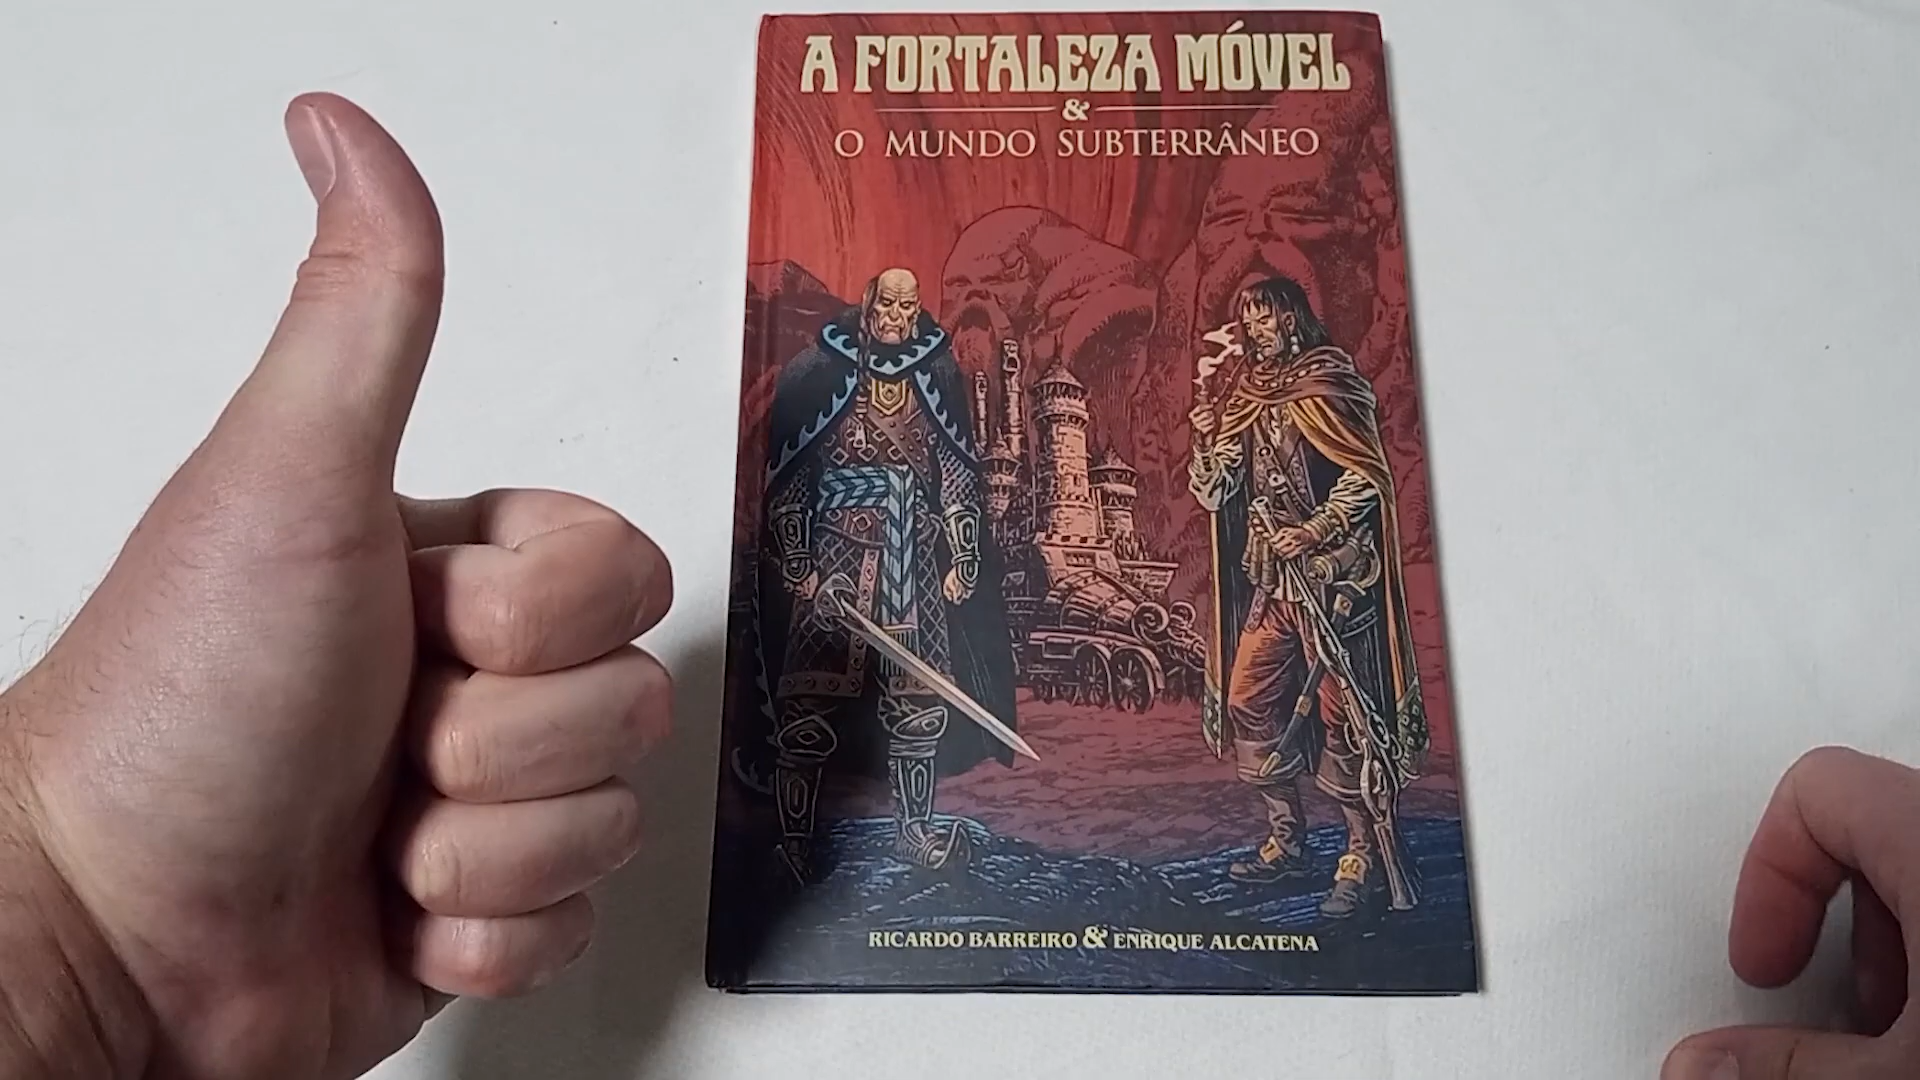 A FORTALEZA MÓVEL
&
O MUNDO SUBTERRÂNEO
RICARDO BARREIRO & ENRIQUE ALCATENA